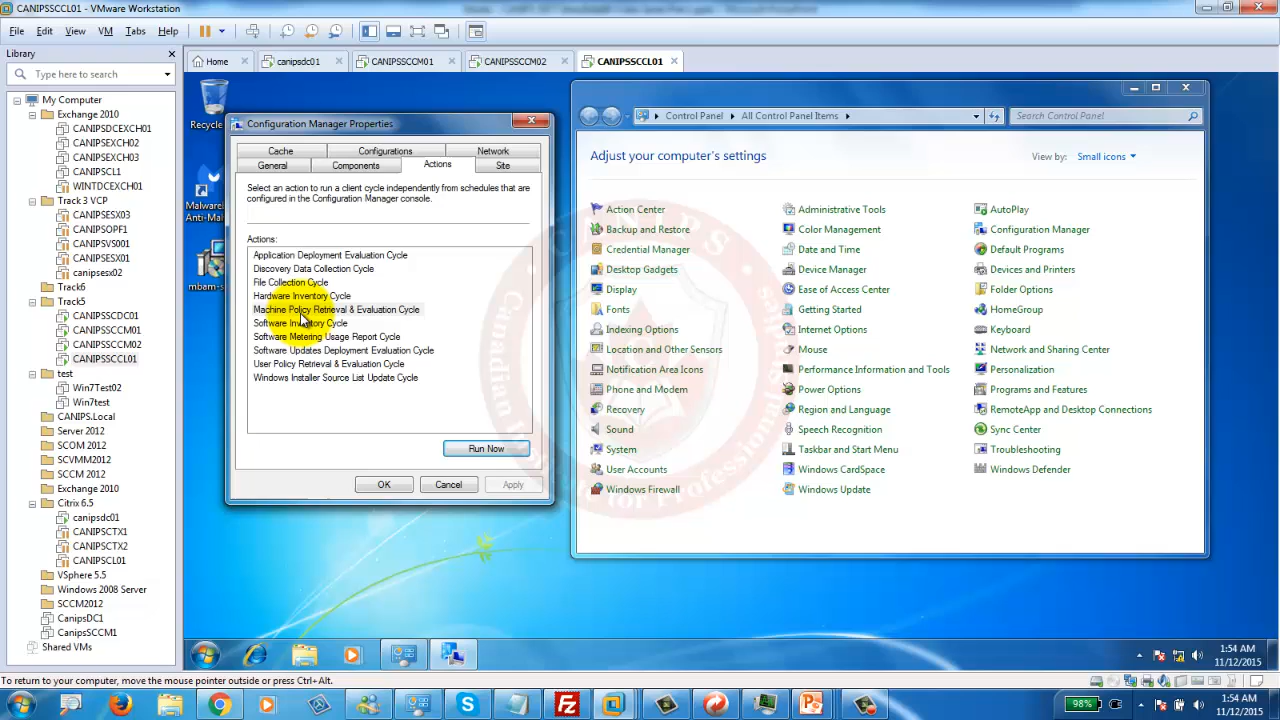 CANIPSSCCL01 - VMware Workstation
File Edit View VM Tabs Help
Library
Type here to search
My Computer
Exchange 2010
CANIPSDCEXCH01
CANIPSEXCH02
CANIPSEXCH03
CANIPSCL1
WINTDCEXCH01
Track 3 VCP
CANIPSESX03
CANIPSOPF1
CANIPSVS001
CANIPSESX01
canipsesx02
Track6
Track5
CANIPSSCDC01
CANIPSSCCM01
CANIPSSCCM02
CANIPSSCCL01
test
Win7Test02
Win7test
CANIPS.Local
Server 2012
SCOM 2012
SCVMM2012
SCCM 2012
Exchange 2010
Citrix 6.5
canipsdc01
CANIPSCTX1
CANIPSCTX2
CANIPSCL01
VSphere 5.5
Windows 2008 Server
SCCM2012
CanipsDC1
CanipsSCCM1
Shared VMs
Home canipsdc01 CANIPSSCCM01 CANIPSSCCM02 CANIPSSCCL01
Recycle
Malware
Anti-Mal
mbam-s
Configuration Manager Properties
Cache Configurations Network
General Components Actions Site
Select an action to run a client cycle independently from schedules that are
configured in the Configuration Manager console.
Actions:
Application Deployment Evaluation Cycle
Discovery Data Collection Cycle
File Collection Cycle
Hardware Inventory Cycle
Machine Policy Retrieval & Evaluation Cycle
Software Inventory Cycle
Software Metering Usage Report Cycle
Software Updates Deployment Evaluation Cycle
User Policy Retrieval & Evaluation Cycle
Windows Installer Source List Update Cycle
Run Now
OK Cancel Apply
Control Panel All Control Panel Items
Search Control Panel
Adjust your computer's settings
View by: Small icons
Action Center Administrative Tools AutoPlay
Backup and Restore Color Management Configuration Manager
Credential Manager Date and Time Default Programs
Desktop Gadgets Device Manager Devices and Printers
Display Ease of Access Center Folder Options
Fonts Getting Started HomeGroup
Indexing Options Internet Options Keyboard
Location and Other Sensors Mouse Network and Sharing Center
Notification Area Icons Performance Information and Tools Personalization
Phone and Modem Power Options Programs and Features
Recovery Region and Language RemoteApp and Desktop Connections
Sound Speech Recognition Sync Center
System Taskbar and Start Menu Troubleshooting
User Accounts Windows CardSpace Windows Defender
Windows Firewall Windows Update
1:54 AM
11/12/2015
To return to your computer, move the mouse pointer outside or press Ctrl+Alt.
98%
1:54 AM
11/12/2015